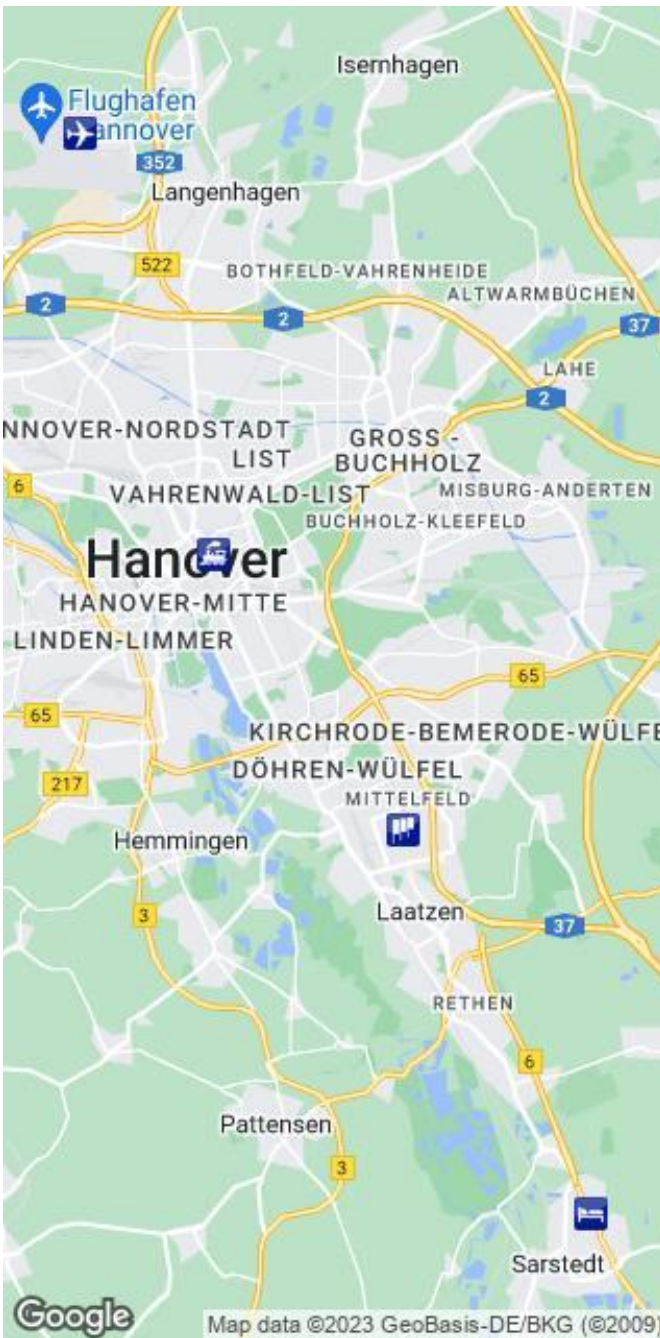 Isernhagen
Flughafen
annover
352
Langenhagen
522
BOTHFELD-VAHRENHEIDE
ALTWARMBÜCHEN
2
2
37
LAHE
2
NNOVER-NORDSTADT
LIST
GROSS -
BUCHHOLZ
6
VAHRENWALD-LIST
MISBURG-ANDERTEN
BUCHHOLZ-KLEEFELD
Hanover
HANOVER-MITTE
LINDEN-LIMMER
65
65
KIRCHRODE-BEMERODE-WÜLFE
DÖHREN-WÜLFEL
217
MITTELFELD
Hemmingen
3
Laatzen
37
RETHEN
6
Pattensen
3
Sarstedt
Google
Map data ©2023 GeoBasis-DE/BKG (©2009)